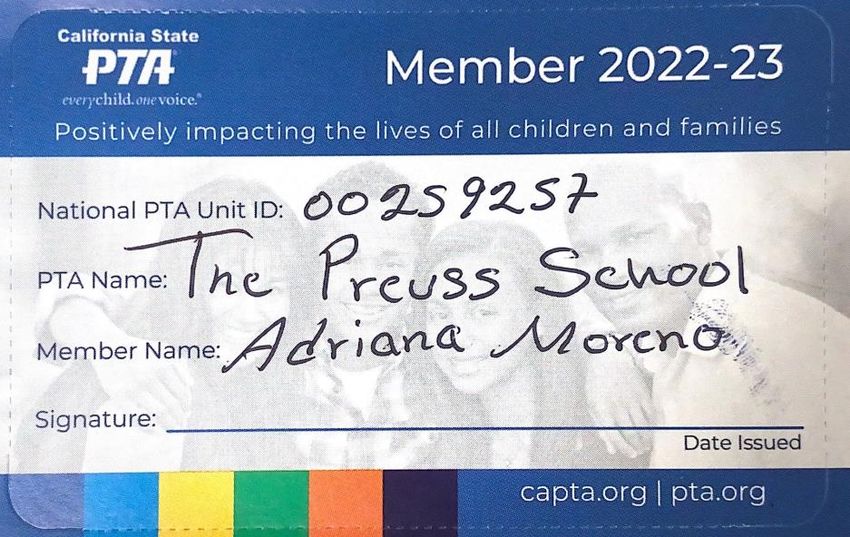 California State
PTA
everychild.onevoice.®
Member 2022-23
Positively impacting the lives of all children and families
National PTA Unit ID: 00259257
PTA Name: The Preuss School
Member Name: Adriana Moreno
Signature:
Date Issued
capta.org | pta.org